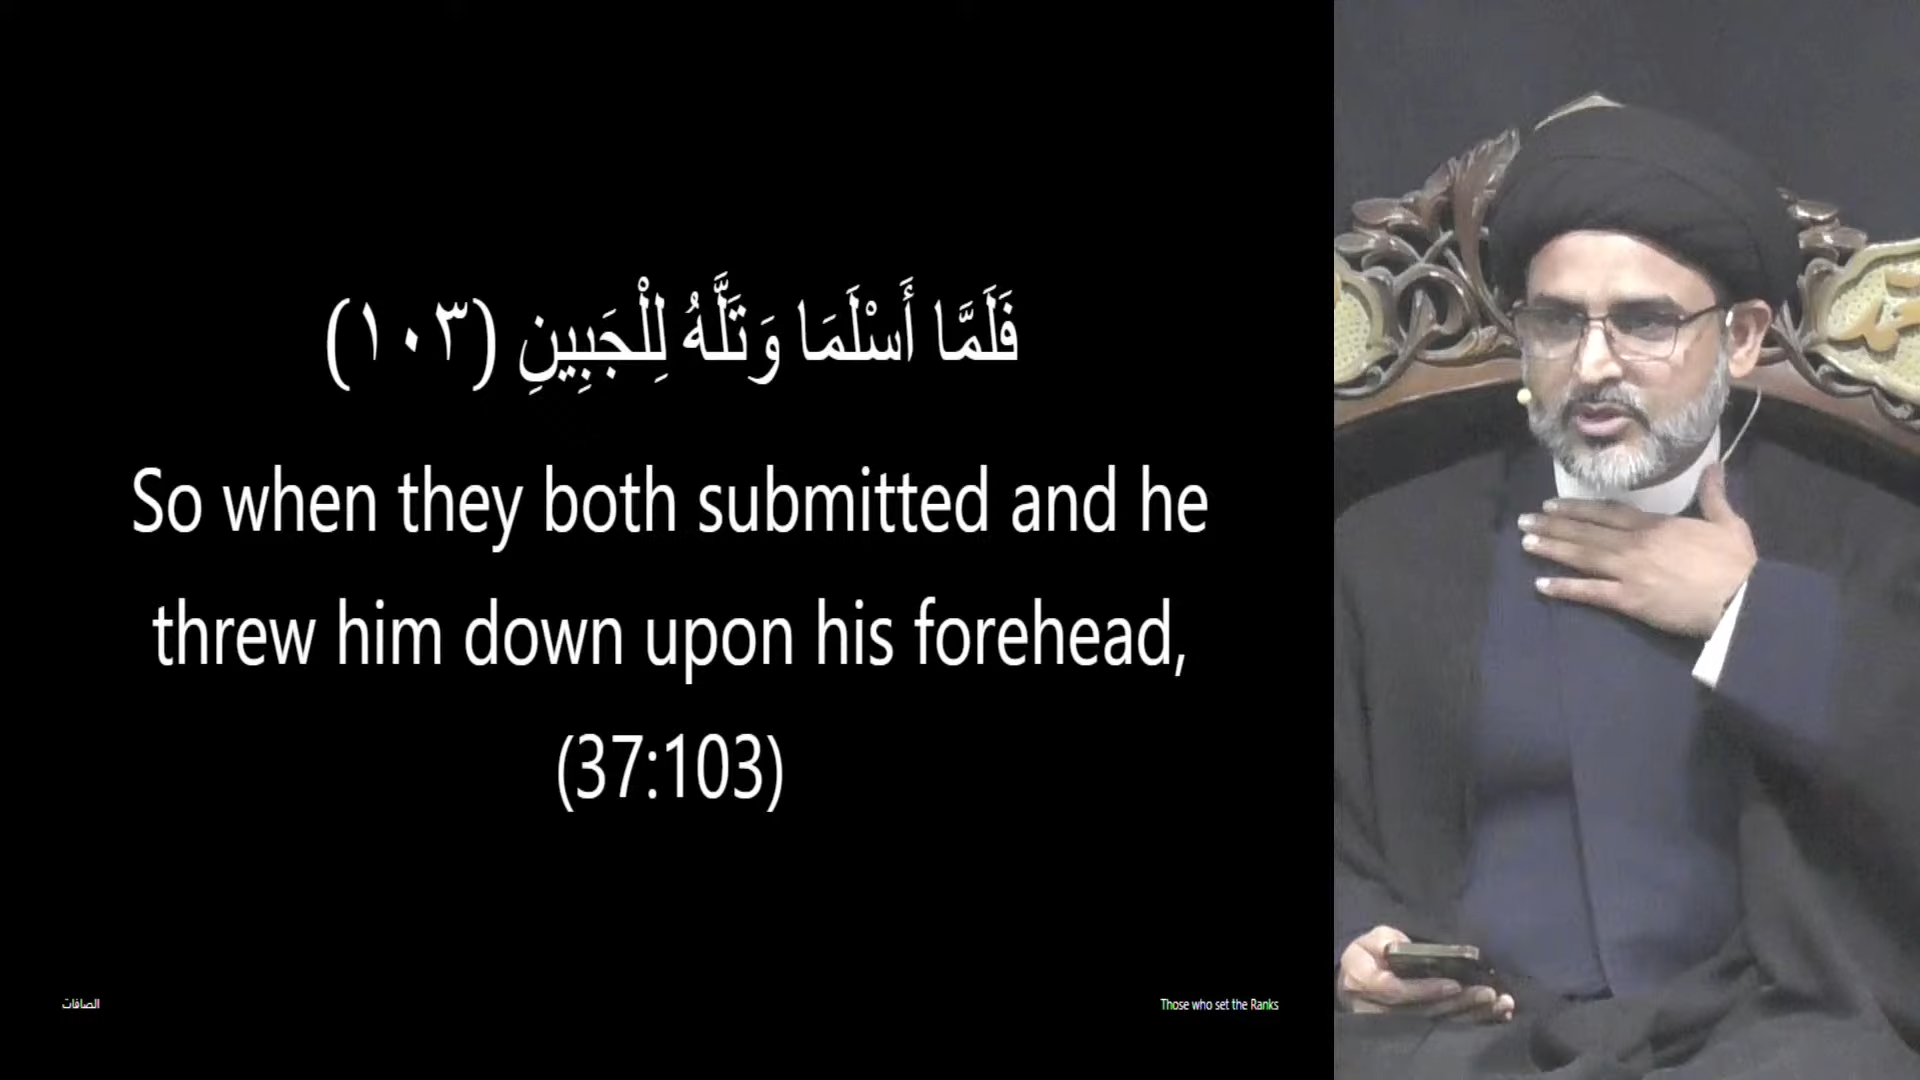 فَلَمَّا أَسْلَمَا وَتَلَّهُ لِلْجَبِينِ (١٠٣)
So when they both submitted and he
threw him down upon his forehead,
(37:103)
الصافات
Those who set the Ranks